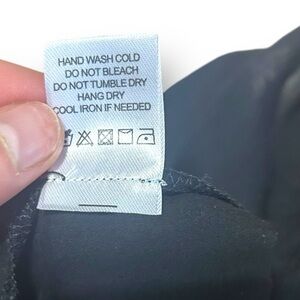 HAND WASH COLD
DO NOT BLEACH
DO NOT TUMBLE DRY
HANG DRY
COOL IRON IF NEEDED